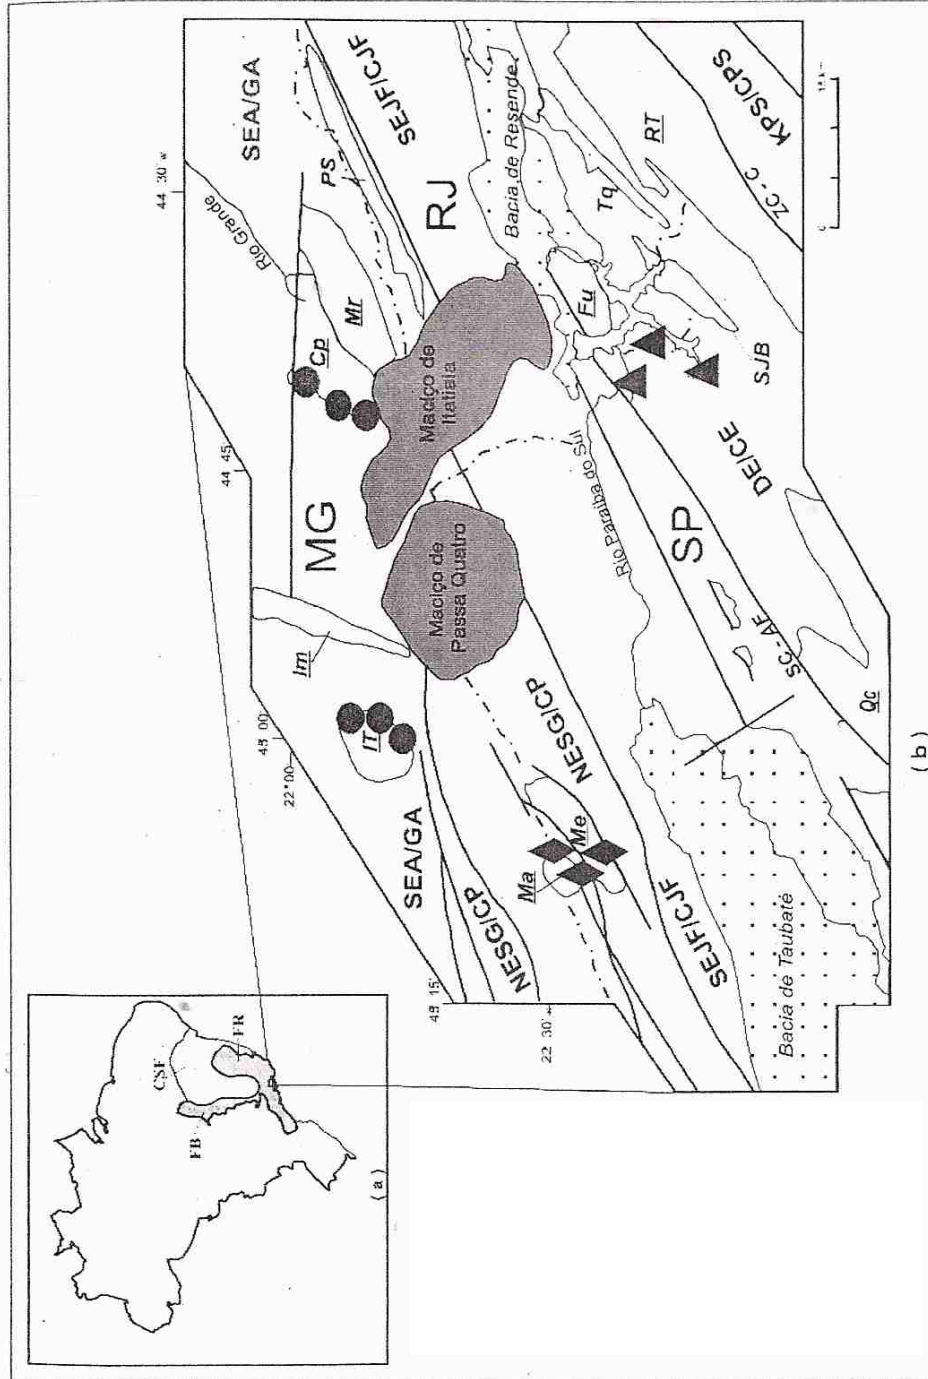 CSF
FR
FB
(a)
44 30' w
44 45'
45 00'
22°00'
48 15'
22 30'
SEA/GA
Rio Grande
PS
SEJF/CJF
Cp
Mr
MG
RJ
Im
IT
Maciço de
Itatiaia
Maciço de
Passa Quatro
Bacia de Resende
SEA/GA
NESG/CP
Fu
Tq
RT
Rio Paraíba do Sul
Ma
Me
NESG/CP
SP
ZC - C
KPS/CPS
DE/CE
SJB
SEJF/CJF
SC - AF
Bacia de Taubaté
Qc
0
(b)